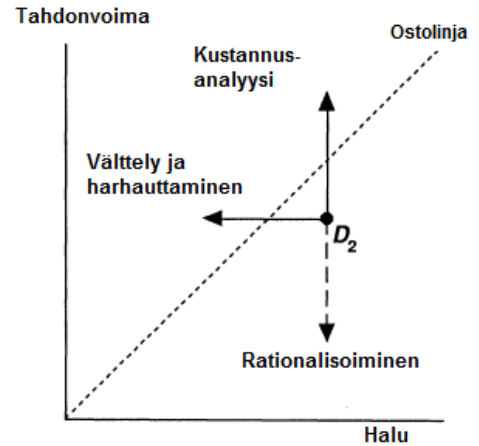 Tahdonvoima
Ostolinja
Kustannus-
analyysi
Välttely ja
harhauttaminen
D2
Rationalisoiminen
Halu